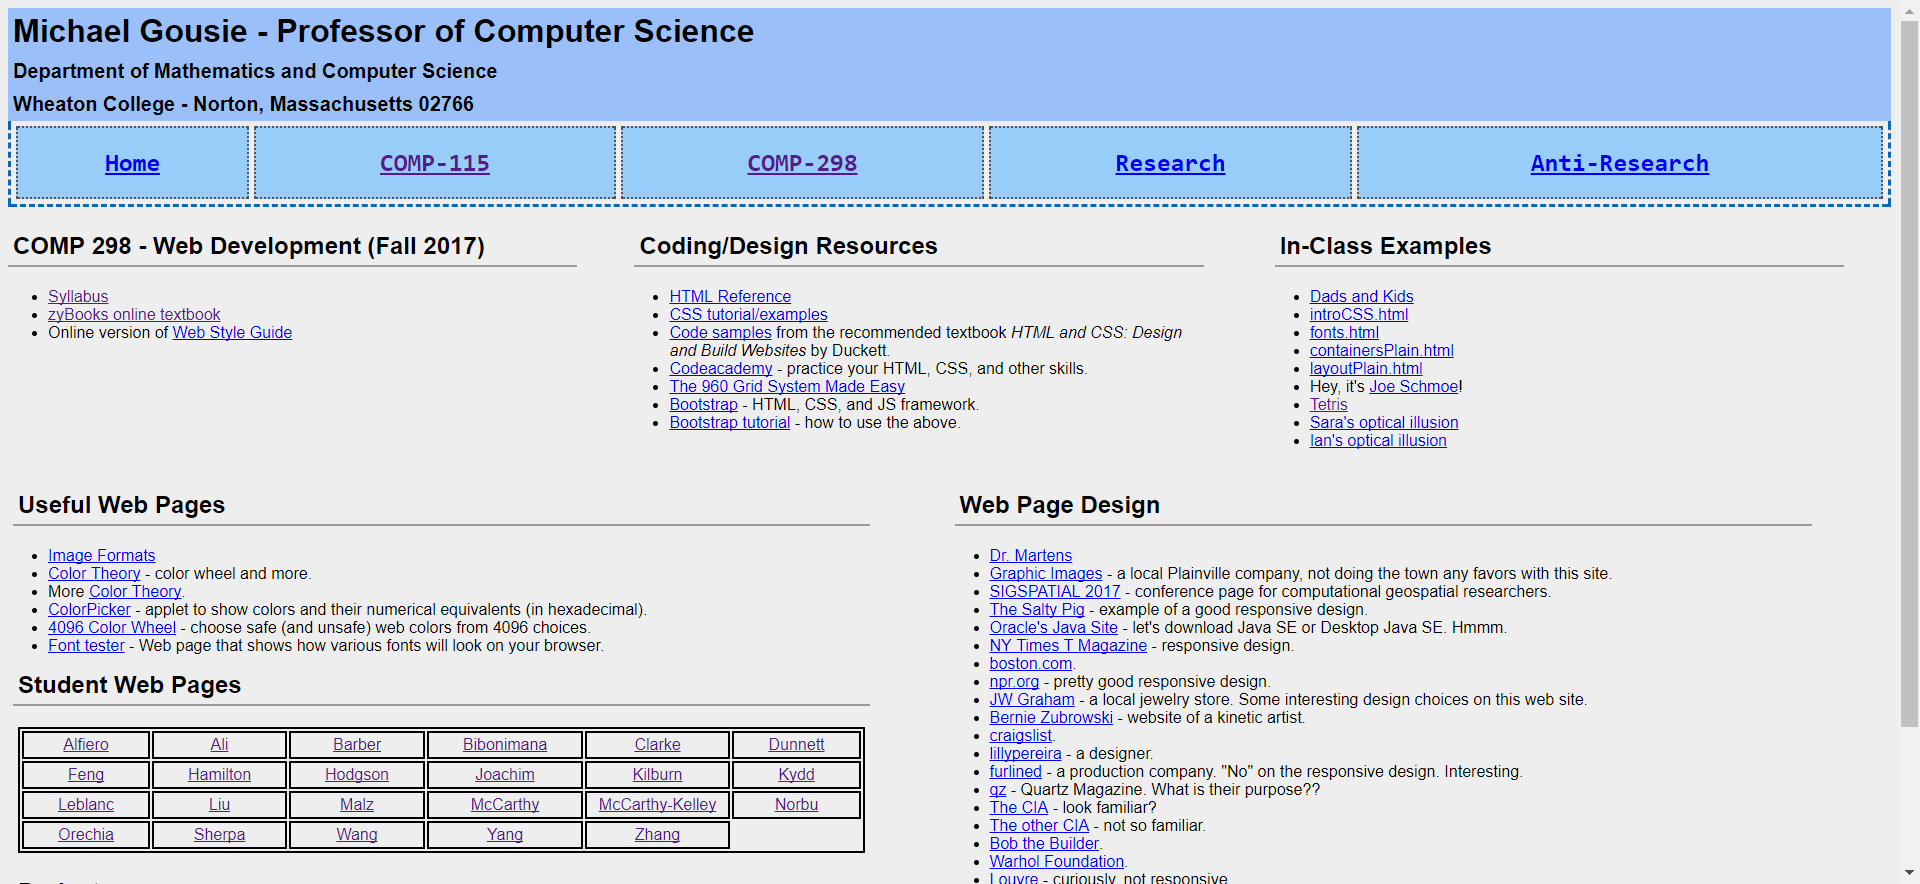 Michael Gousie - Professor of Computer Science
Department of Mathematics and Computer Science
Wheaton College - Norton, Massachusetts 02766
Home
COMP-115
COMP-298
Research
Anti-Research
COMP 298 - Web Development (Fall 2017)
Syllabus
zyBooks online textbook
Online version of Web Style Guide
Coding/Design Resources
HTML Reference
CSS tutorial/examples
Code samples from the recommended textbook HTML and CSS: Design
and Build Websites by Duckett.
Codeacademy - practice your HTML, CSS, and other skills.
The 960 Grid System Made Easy
Bootstrap - HTML, CSS, and JS framework.
Bootstrap tutorial - how to use the above.
In-Class Examples
Dads and Kids
introCSS.html
fonts.html
containersPlain.html
layoutPlain.html
Hey, it's Joe Schmoe!
Tetris
Sara's optical illusion
Ian's optical illusion
Useful Web Pages
Image Formats
Color Theory - color wheel and more.
More Color Theory.
ColorPicker - applet to show colors and their numerical equivalents (in hexadecimal).
4096 Color Wheel - choose safe (and unsafe) web colors from 4096 choices.
Font tester - Web page that shows how various fonts will look on your browser.
Student Web Pages
Alfiero Ali Barber Bibonimana Clarke Dunnett
Feng Hamilton Hodgson Joachim Kilburn Kydd
Leblanc Liu Malz McCarthy McCarthy-Kelley Norbu
Orechia Sherpa Wang Yang Zhang
Web Page Design
Dr. Martens
Graphic Images - a local Plainville company, not doing the town any favors with this site.
SIGSPATIAL 2017 - conference page for computational geospatial researchers.
The Salty Pig - example of a good responsive design.
Oracle's Java Site - let's download Java SE or Desktop Java SE. Hmmm.
NY Times T Magazine - responsive design.
boston.com.
npr.org - pretty good responsive design.
JW Graham - a local jewelry store. Some interesting design choices on this web site.
Bernie Zubrowski - website of a kinetic artist.
craigslist.
lillypereira - a designer.
furlined - a production company. "No" on the responsive design. Interesting.
qz - Quartz Magazine. What is their purpose??
The CIA - look familiar?
The other CIA - not so familiar.
Bob the Builder.
Warhol Foundation.
Louvre - curiously, not responsive